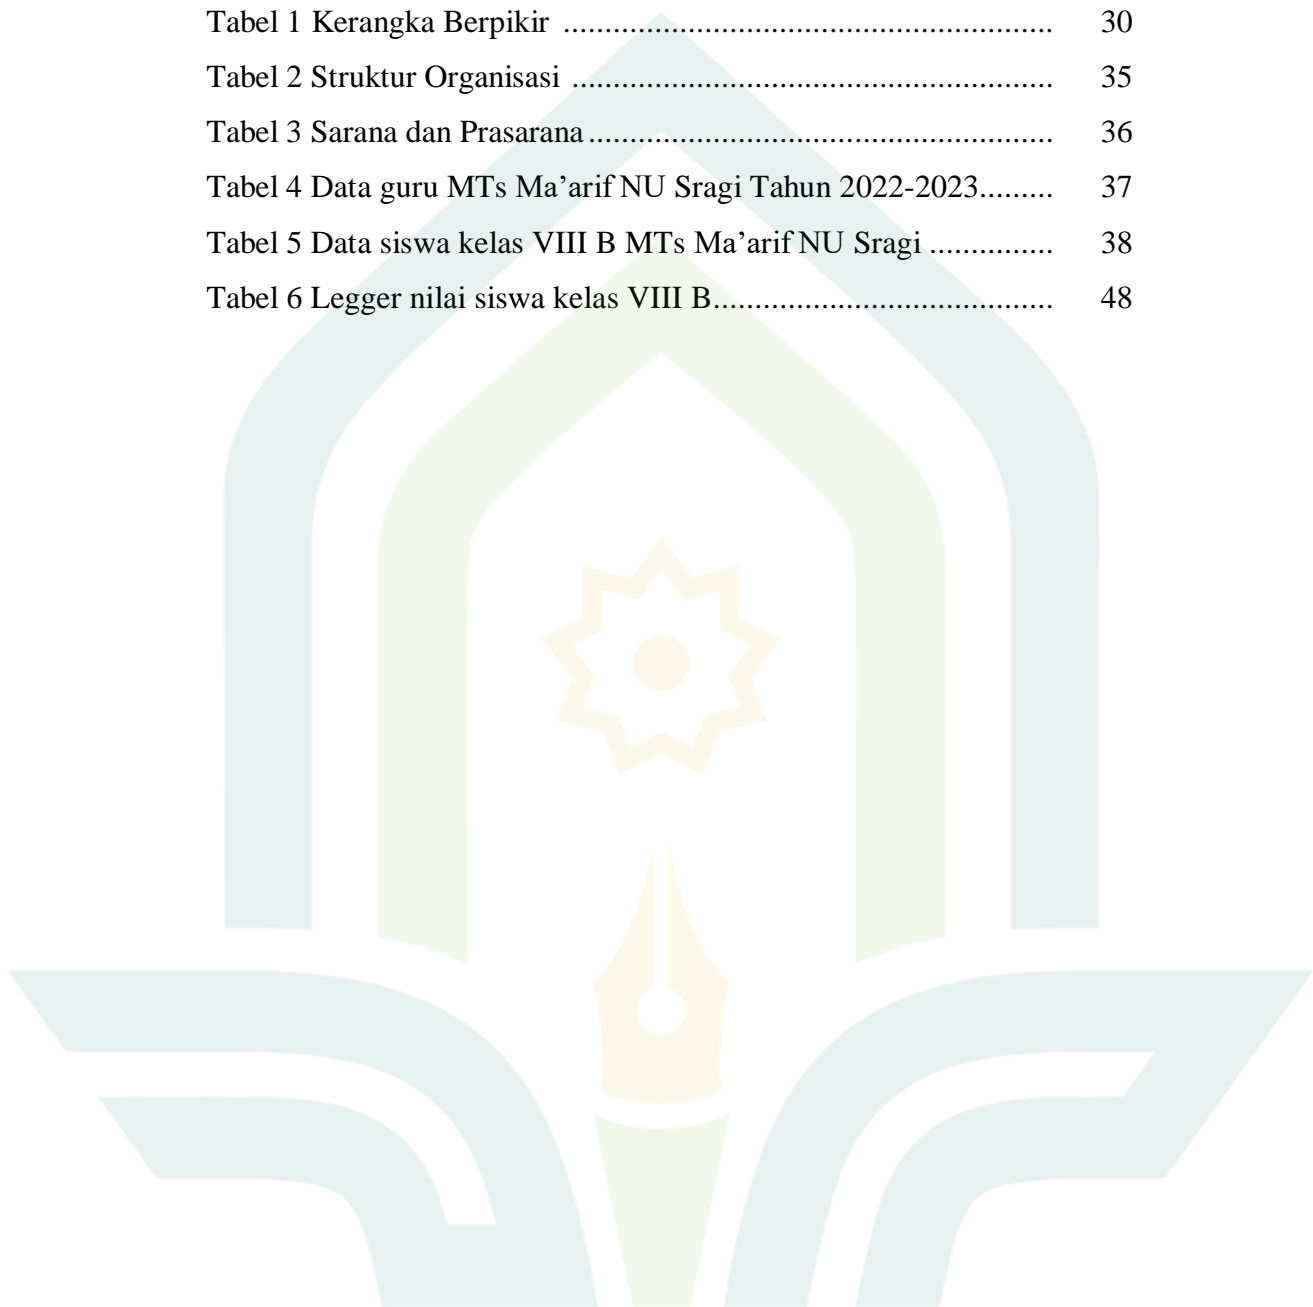 Tabel 1 Kerangka Berpikir .................................................... 30
Tabel 2 Struktur Organisasi ................................................... 35
Tabel 3 Sarana dan Prasarana ................................................. 36
Tabel 4 Data guru MTs Ma’arif NU Sragi Tahun 2022-2023......... 37
Tabel 5 Data siswa kelas VIII B MTs Ma’arif NU Sragi .............. 38
Tabel 6 Legger nilai siswa kelas VIII B.................................... 48